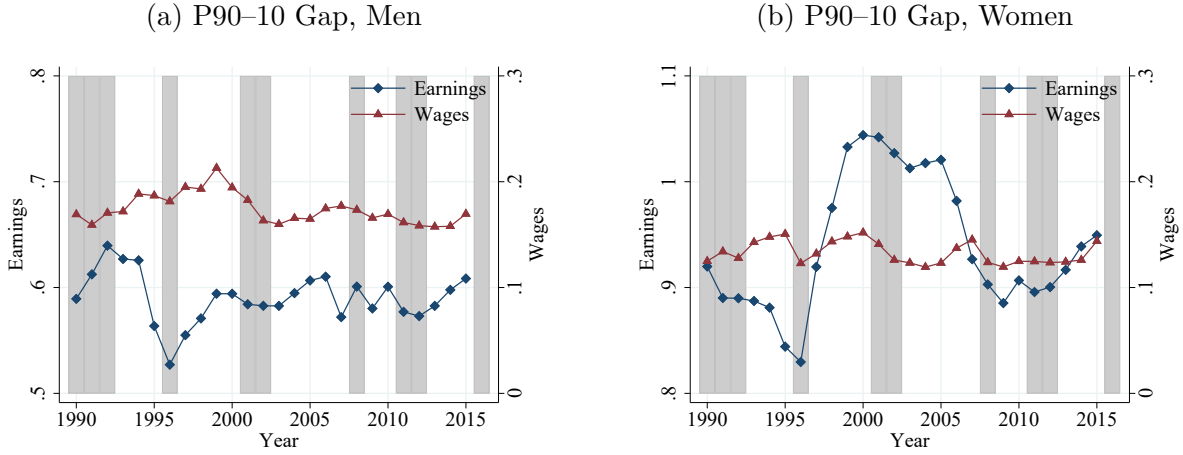 (a) P90–10 Gap, Men
.8
.7
.6
.5
Earnings
.3
.2
.1
0
Wages
Earnings
Wages
1990 1995 2000 2005 2010 2015
Year
(b) P90–10 Gap, Women
1.1
1
.9
.8
Earnings
.3
.2
.1
0
Wages
Earnings
Wages
1990 1995 2000 2005 2010 2015
Year